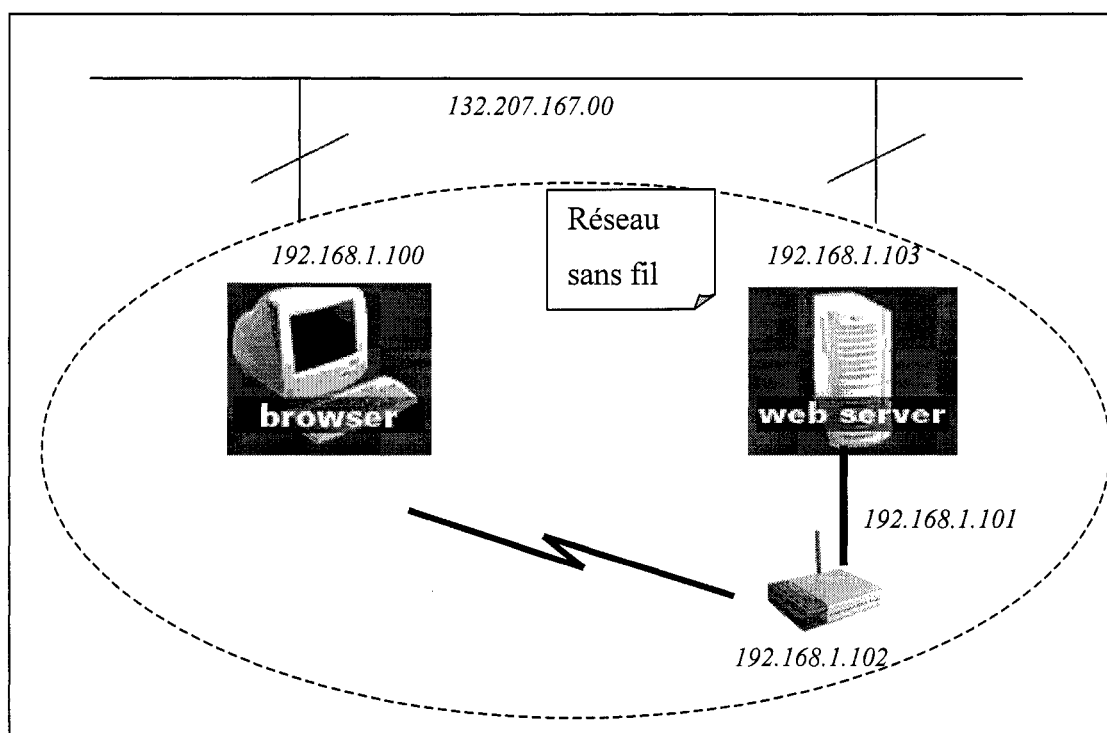 132.207.167.00
Réseau
sans fil
192.168.1.100
192.168.1.103
browser
web server
192.168.1.101
192.168.1.102